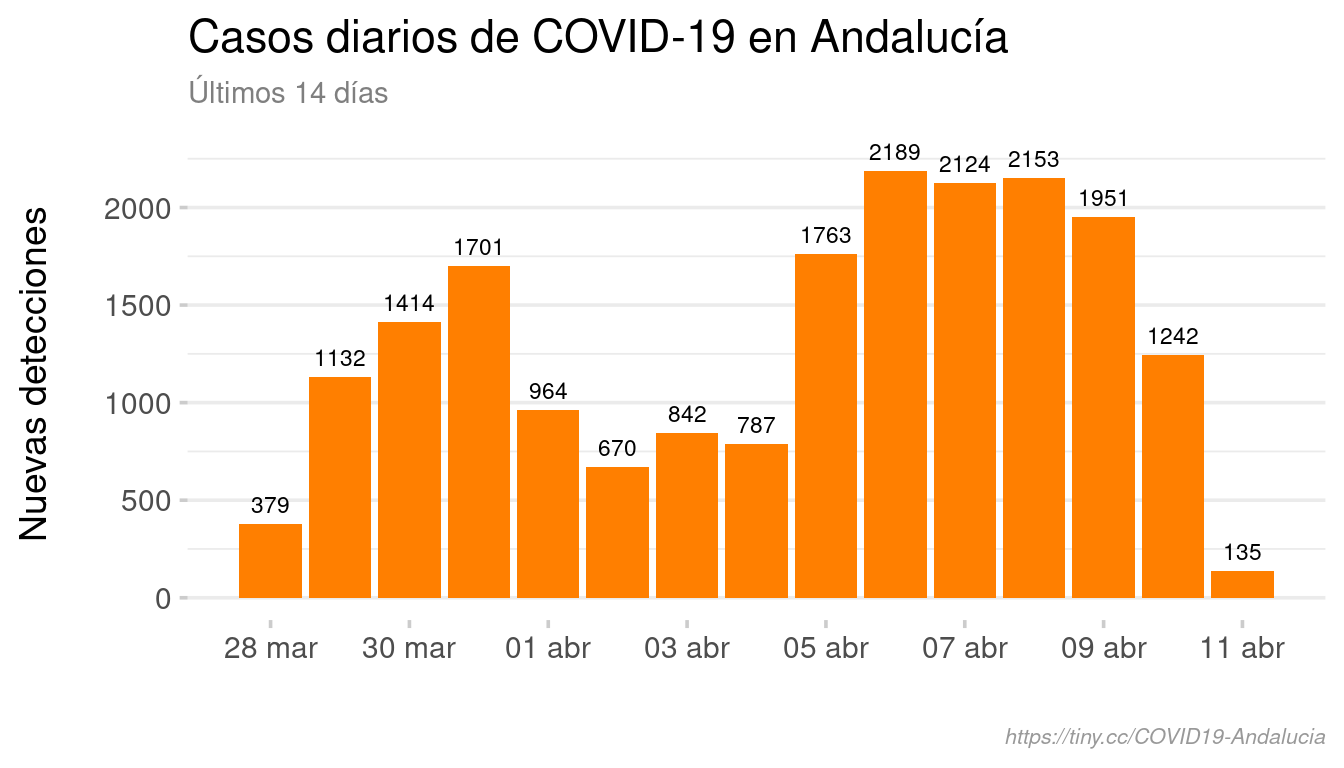 Casos diarios de COVID-19 en Andalucía
Últimos 14 días
Nuevas detecciones
2000
1500
1000
500
0
379
1132
1414
1701
964
670
842
787
1763
2189
2124
2153
1951
1242
135
28 mar
30 mar
01 abr
03 abr
05 abr
07 abr
09 abr
11 abr
https://tiny.cc/COVID19-Andalucia